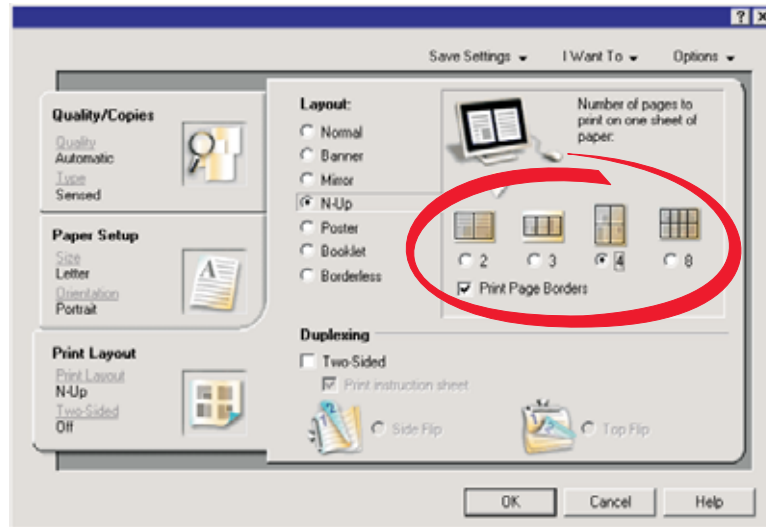 Save Settings I Want To Options
Quality/Copies
Quality
Automatic
Type
Sensed
Paper Setup
Size
Letter
Orientation
Portrait
Print Layout
Print Layout
N-Up
Two-Sided
Off
Layout:
Normal
Banner
Mirror
N-Up
Poster
Booklet
Borderless
Number of pages to
print on one sheet of
paper:
2 3 4 8
Print Page Borders
Duplexing
Two-Sided
Print instruction sheet
Side Flip Top Flip
OK Cancel Help